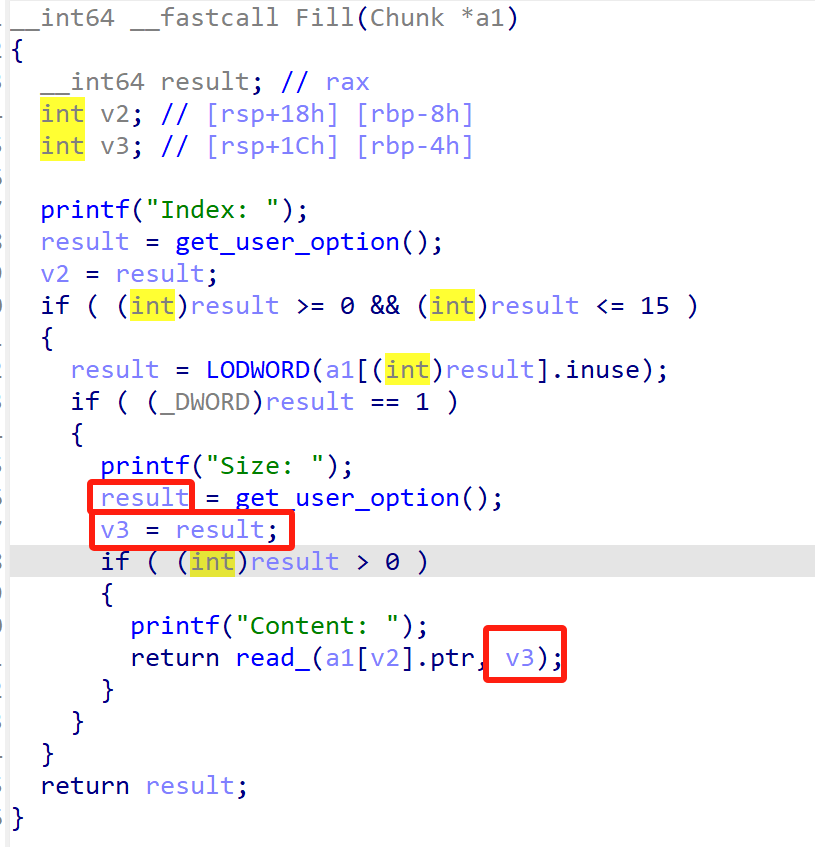 __int64 __fastcall Fill(Chunk *a1)
{
  __int64 result; // rax
  int v2; // [rsp+18h] [rbp-8h]
  int v3; // [rsp+1Ch] [rbp-4h]

  printf("Index: ");
  result = get_user_option();
  v2 = result;
  if ( (int)result >= 0 && (int)result <= 15 )
  {
    result = LODWORD(a1[(int)result].inuse);
    if ( (_DWORD)result == 1 )
    {
      printf("Size: ");
      result = get_user_option();
      v3 = result;
      if ( (int)result > 0 )
      {
        printf("Content: ");
        return read_(a1[v2].ptr, v3);
      }
    }
  }
  return result;
}